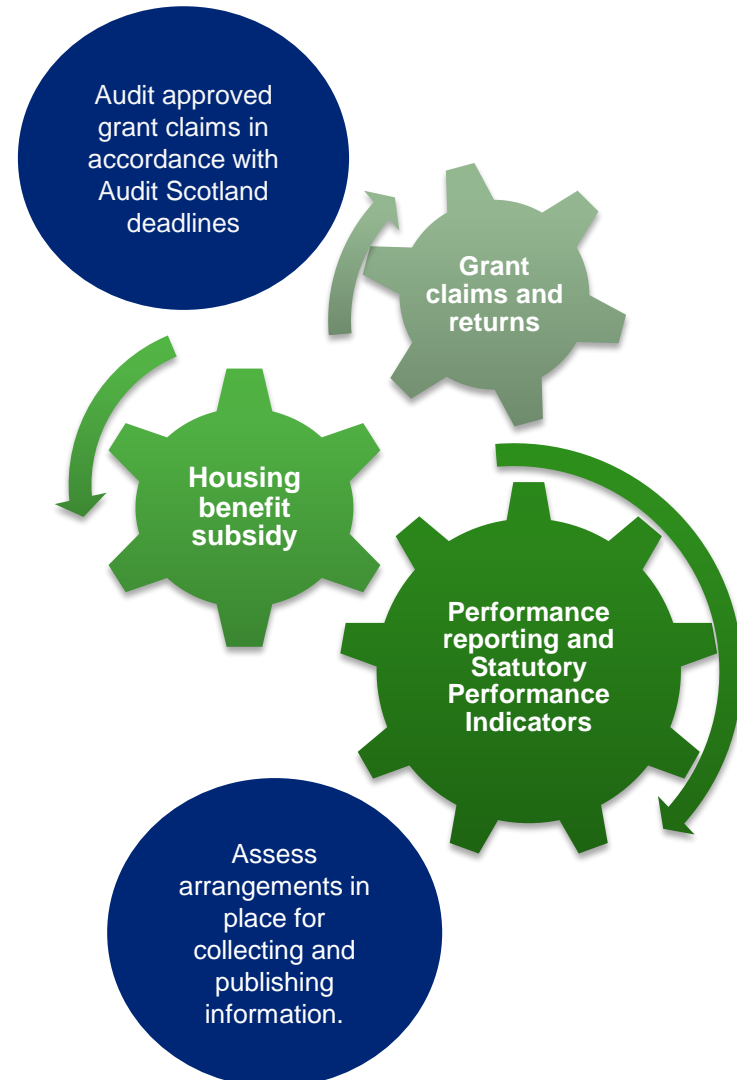 Audit approved
grant claims in
accordance with
Audit Scotland
deadlines
Grant
claims and
returns
Housing
benefit
subsidy
Performance
reporting and
Statutory
Performance
Indicators
Assess
arrangements in
place for
collecting and
publishing
information.